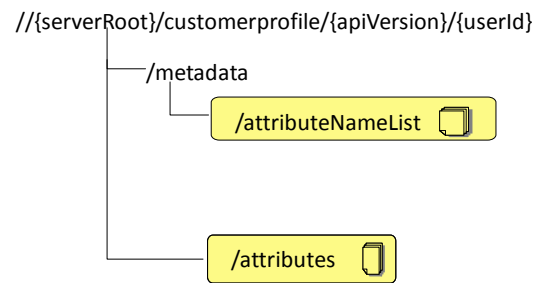 //{serverRoot}/customerprofile/{apiVersion}/{userId}
/metadata
/attributeNameList
/attributes